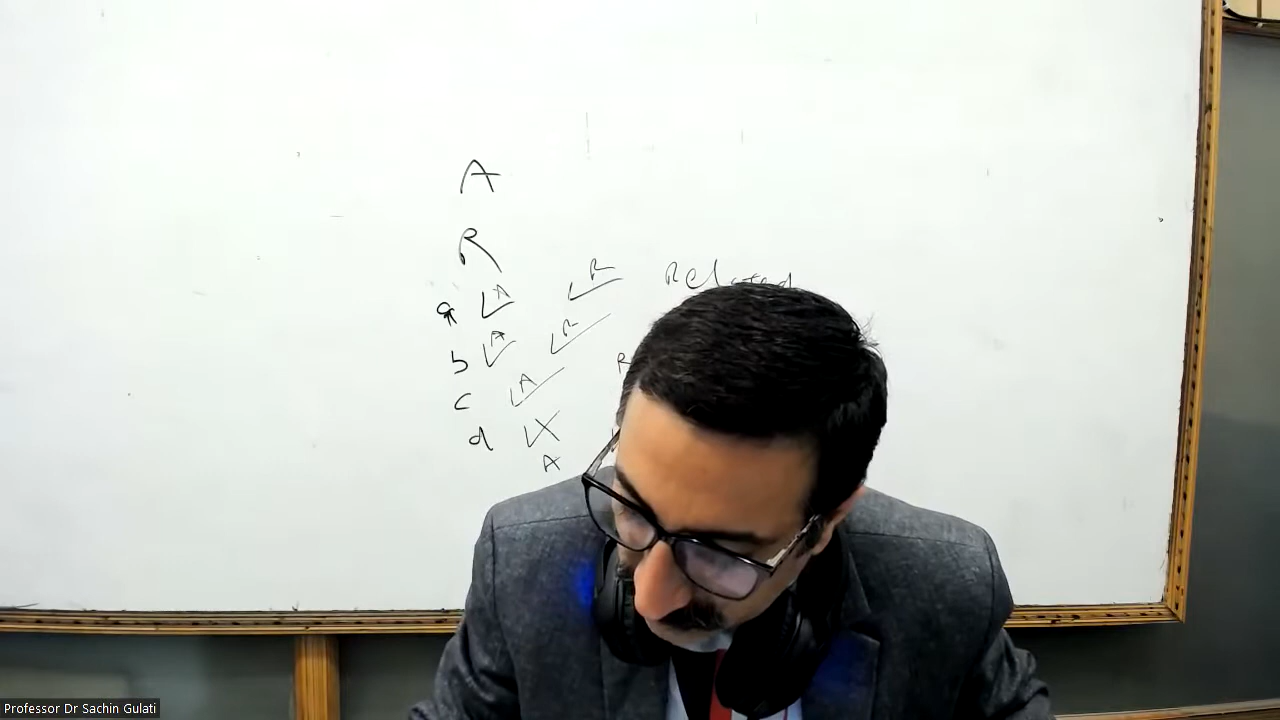 A
R
a A R Related
b A R
c A R
d A
Professor Dr Sachin Gulati